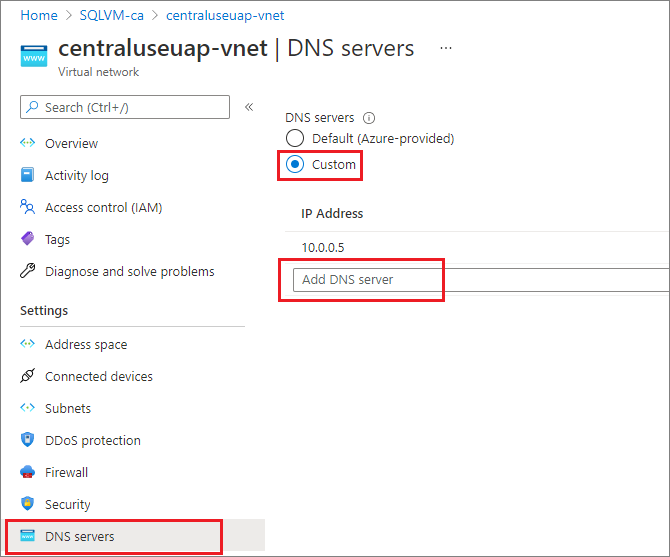 Home > SQLVM-ca > centraluseuap-vnet
centraluseuap-vnet | DNS servers ...
WWW
Virtual network
Search (Ctrl+/)
«
Overview
Activity log
Access control (IAM)
Tags
Diagnose and solve problems
Settings
Address space
Connected devices
Subnets
DDoS protection
Firewall
Security
DNS servers
DNS servers
Default (Azure-provided)
Custom
IP Address
10.0.0.5
Add DNS server